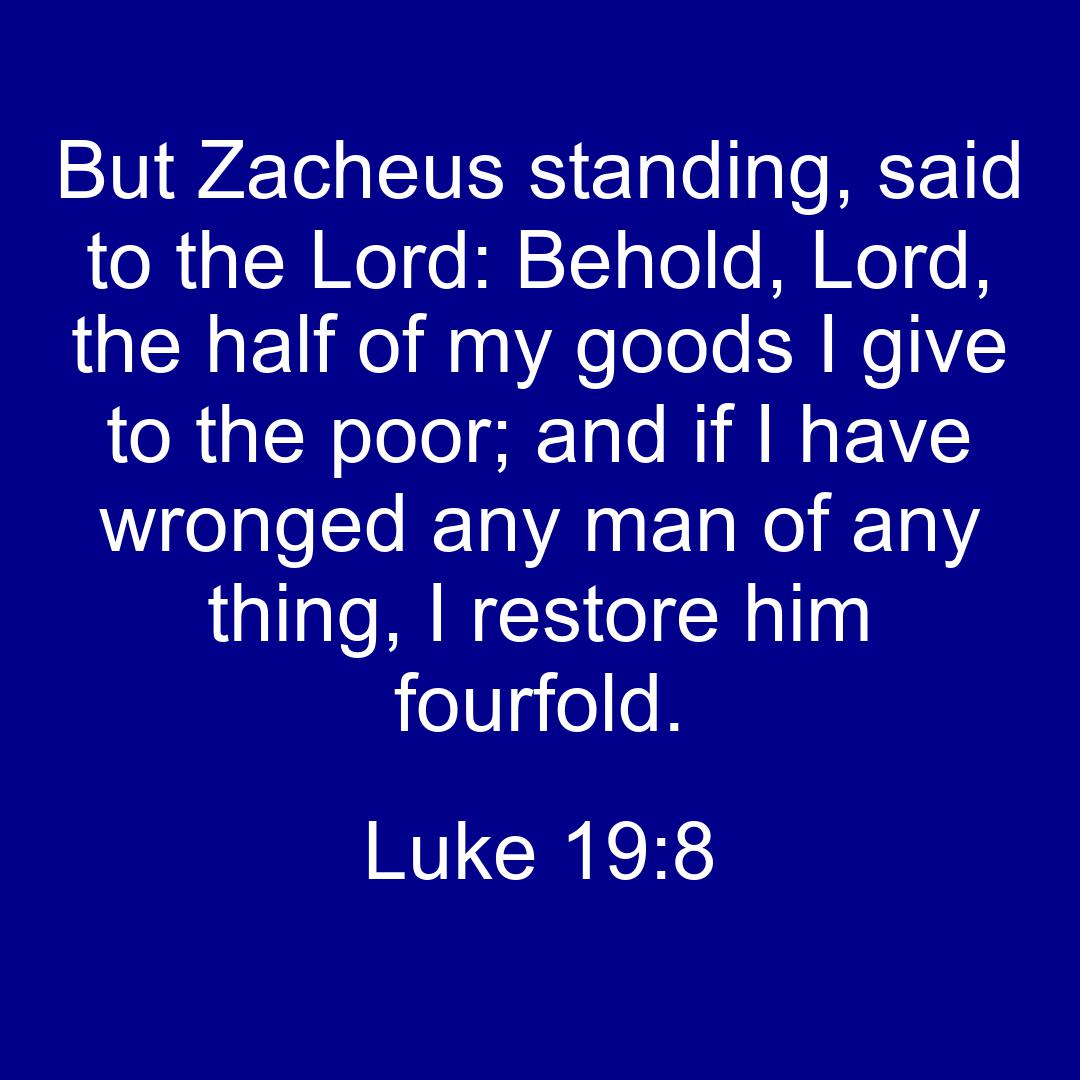 But Zacheus standing, said
to the Lord: Behold, Lord,
the half of my goods I give
to the poor; and if I have
wronged any man of any
thing, I restore him
fourfold.
Luke 19:8